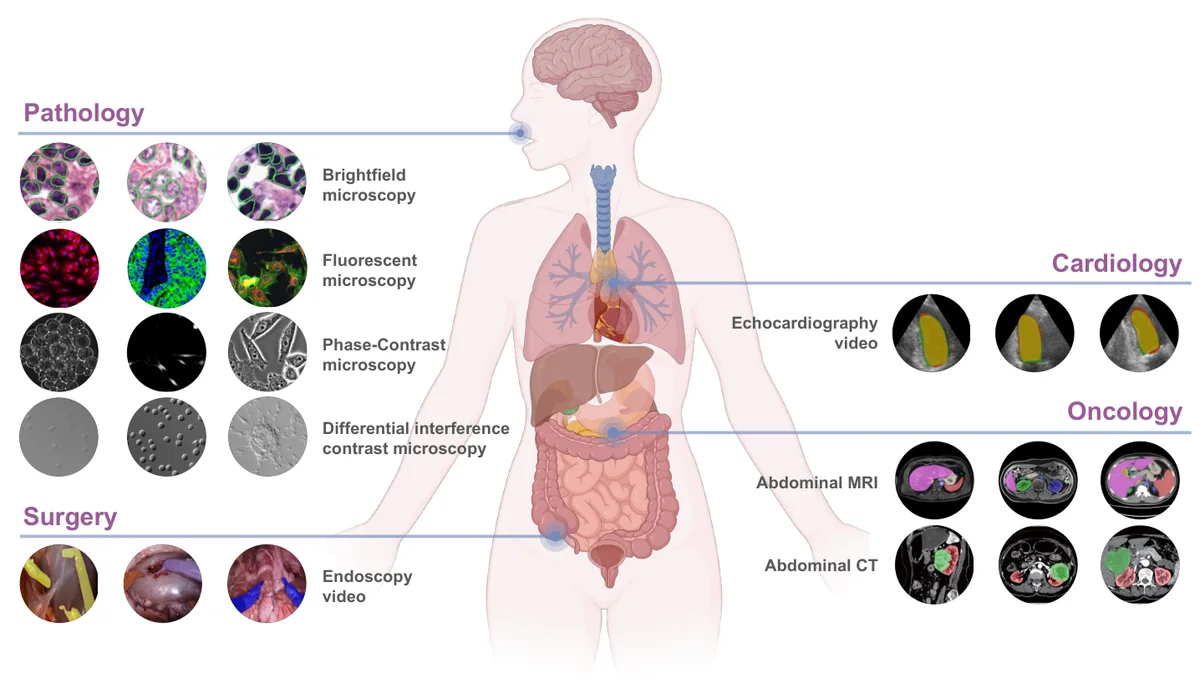 Pathology
Brightfield
microscopy
Fluorescent
microscopy
Phase-Contrast
microscopy
Differential interference
contrast microscopy
Surgery
Endoscopy
video
Cardiology
Echocardiography
video
Oncology
Abdominal MRI
Abdominal CT